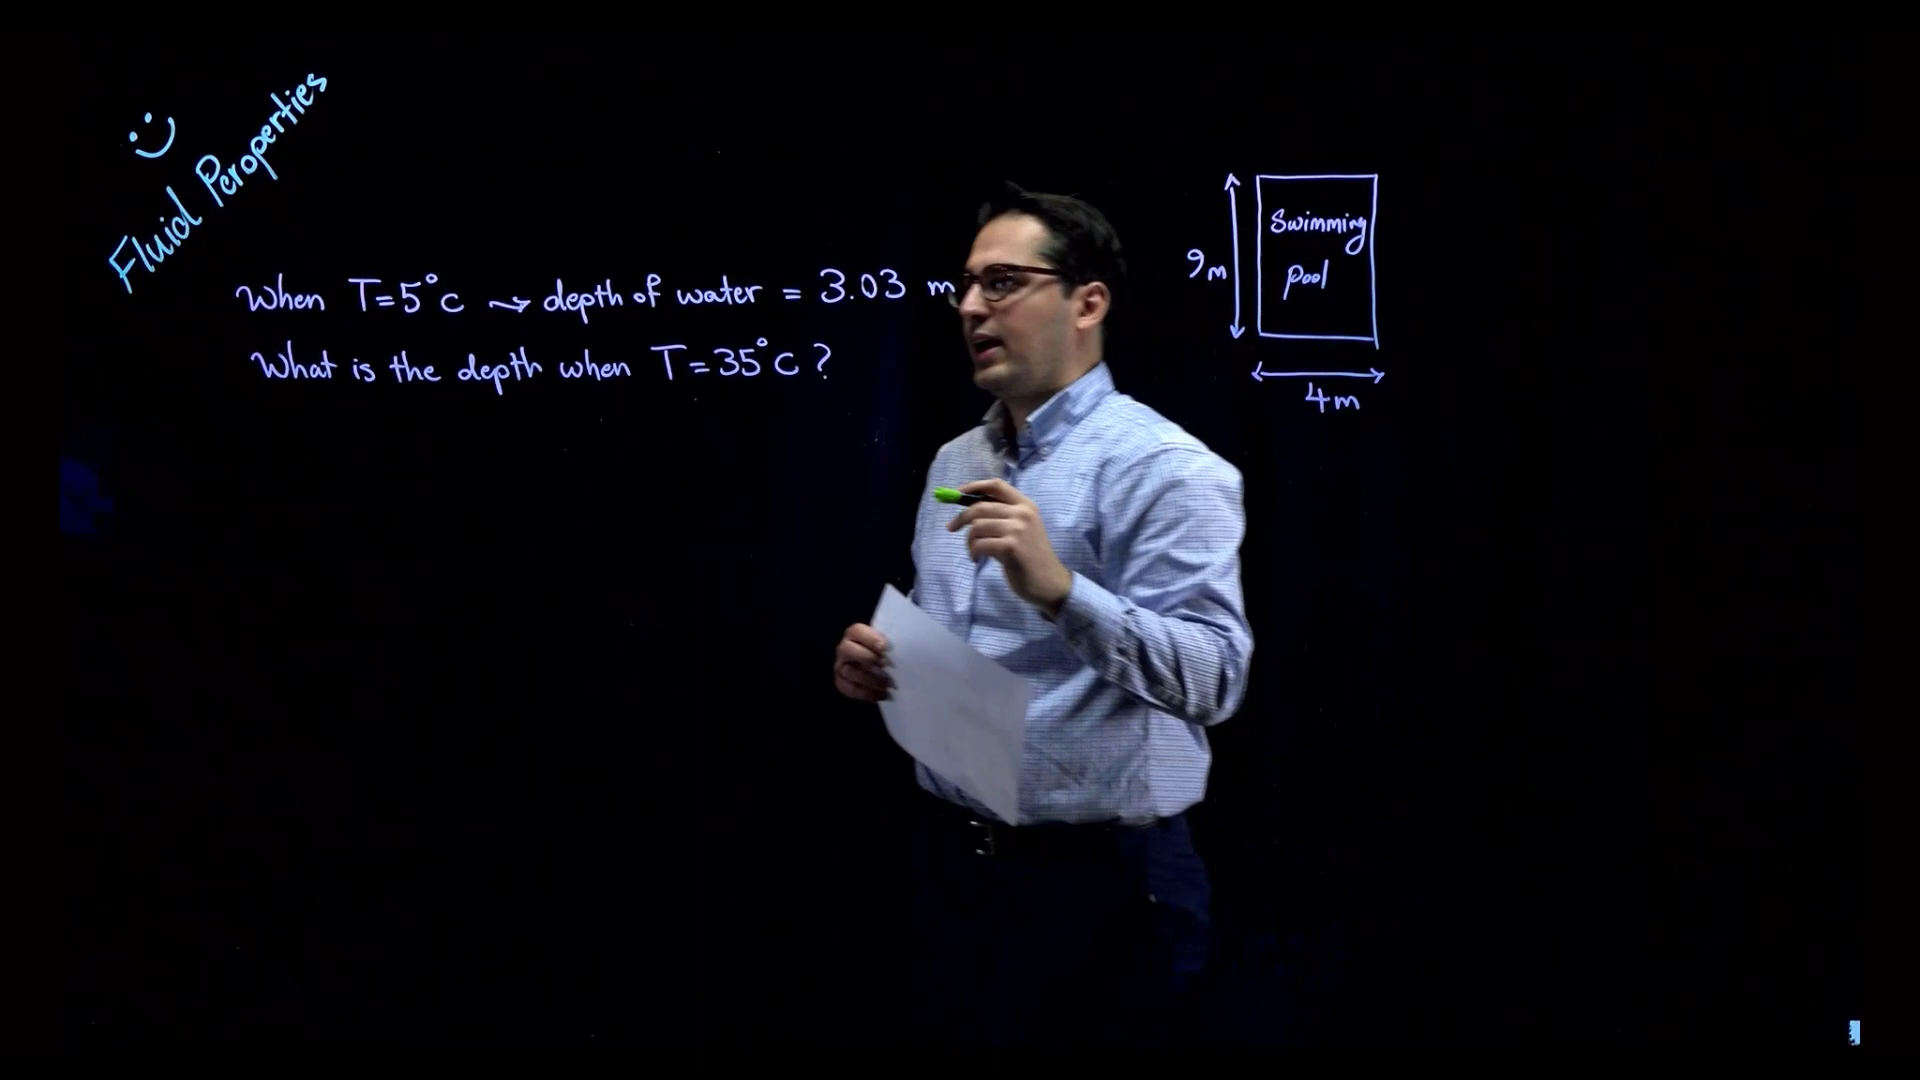 Fluid Peroperties
When T=5°c → depth of water = 3.03 m
What is the depth when T=35°c ?
Swimming
pool
9m
4m